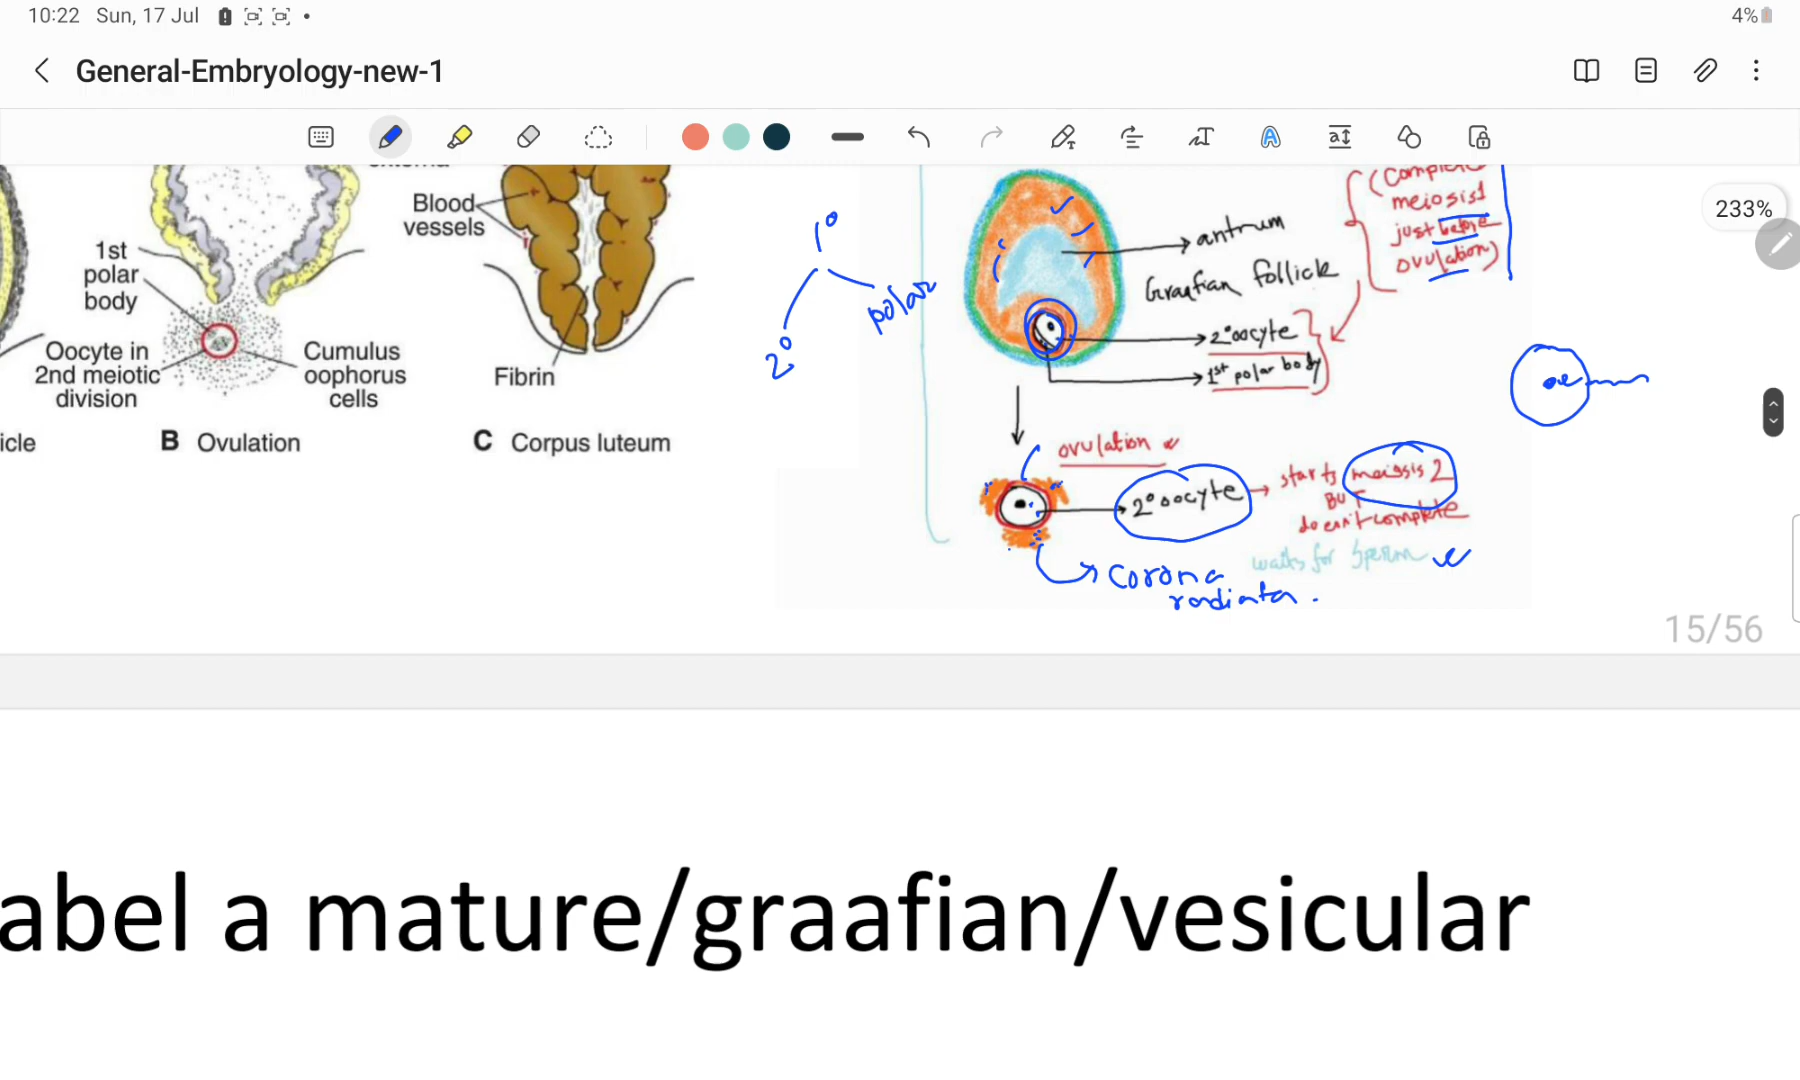 10:22 Sun, 17 Jul
4%
General-Embryology-new-1
233%
Blood
vessels
1st
polar
body
Oocyte in
2nd meiotic
division
Cumulus
oophorus
cells
Fibrin
icle
B Ovulation
C Corpus luteum
1°
2°
polar
meiosis1
just before
ovulation)
antrum
Graafian follicle
2°oocyte
1st polar body
ovulation
2°oocyte
starts meiosis 2
BUT
doesn't complete
waits for sperm
corona
radiata.
15/56
abel a mature/graafian/vesicular